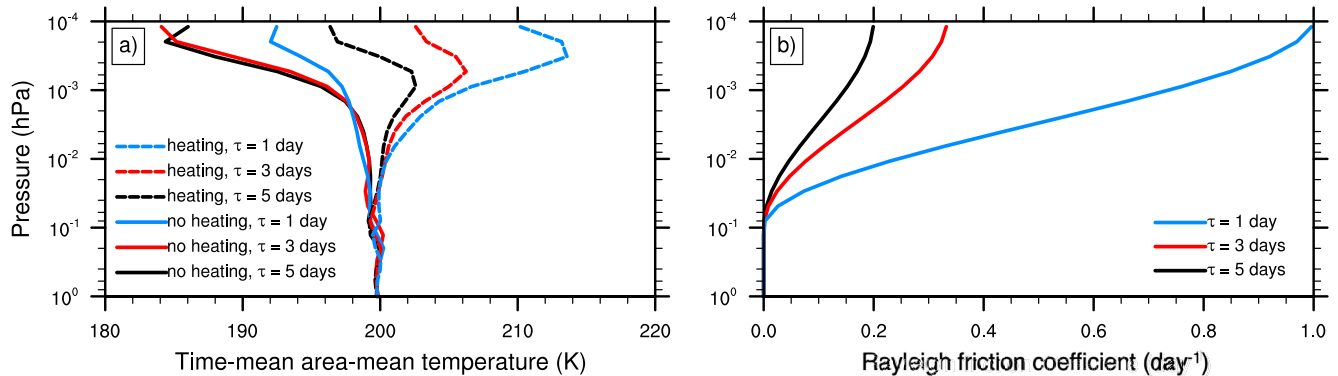 a)
10⁻⁴
10⁻³
10⁻²
10⁻¹
10⁰
Pressure (hPa)
heating, τ = 1 day
heating, τ = 3 days
heating, τ = 5 days
no heating, τ = 1 day
no heating, τ = 3 days
no heating, τ = 5 days
180 190 200 210 220
Time-mean area-mean temperature (K)
b)
10⁻⁴
10⁻³
10⁻²
10⁻¹
10⁰
Pressure (hPa)
τ = 1 day
τ = 3 days
τ = 5 days
0.0 0.2 0.4 0.6 0.8 1.0
Rayleigh friction coefficient (day⁻¹)